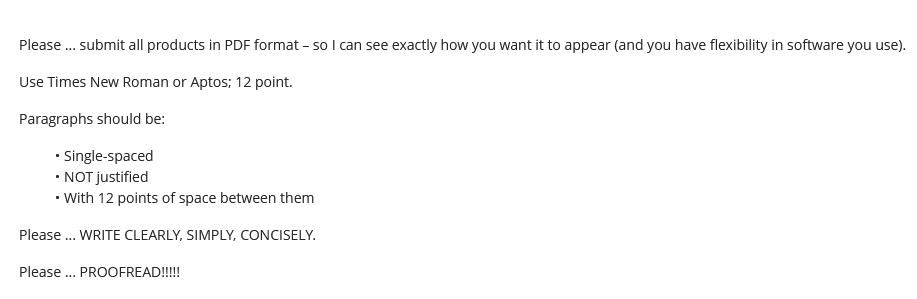 Please ... submit all products in PDF format – so I can see exactly how you want it to appear (and you have flexibility in software you use).
Use Times New Roman or Aptos; 12 point.
Paragraphs should be:
• Single-spaced
• NOT justified
• With 12 points of space between them
Please ... WRITE CLEARLY, SIMPLY, CONCISELY.
Please ... PROOFREAD!!!!!